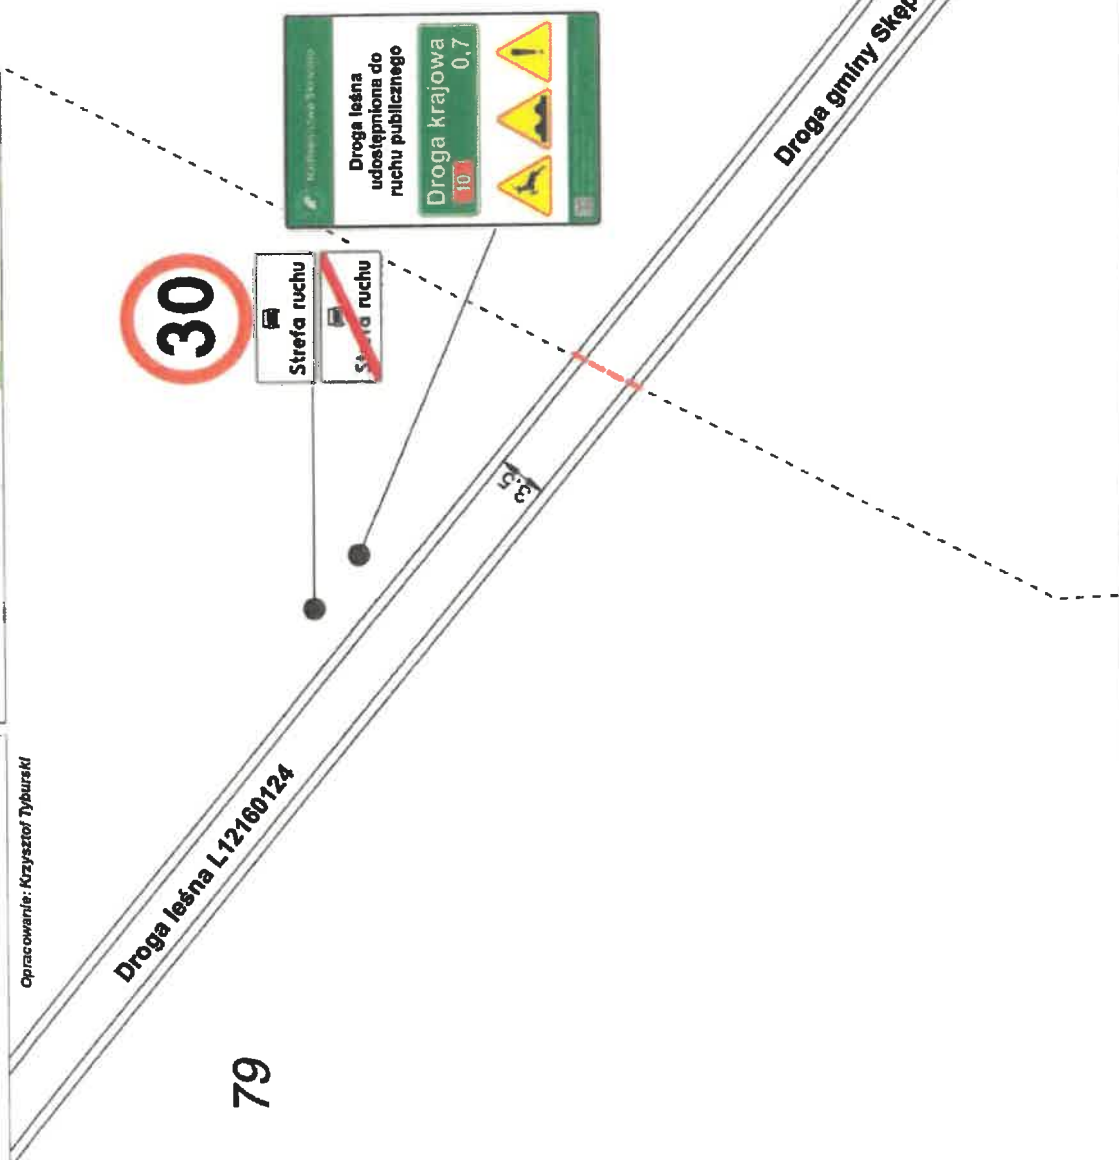 Opracowanie: Krzysztof Tyburski
79
Droga leśna L12160124
30
Strefa ruchu
Strefa ruchu
Droga leśna
udostępniona do
ruchu publicznego
Droga krajowa
10 0,7
3,5
Droga gminy Skęp